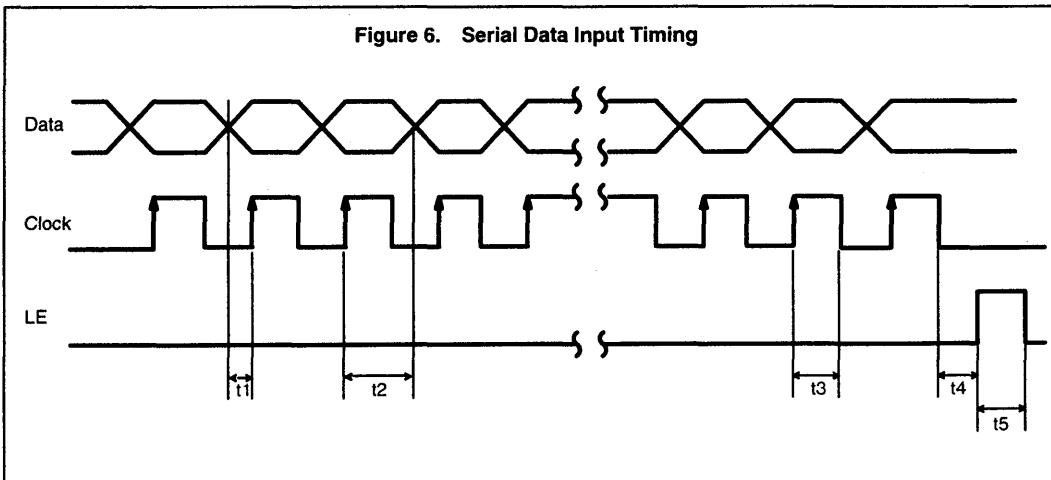 Figure 6. Serial Data Input Timing
Data
Clock
LE
t1
t2
t3
t4
t5